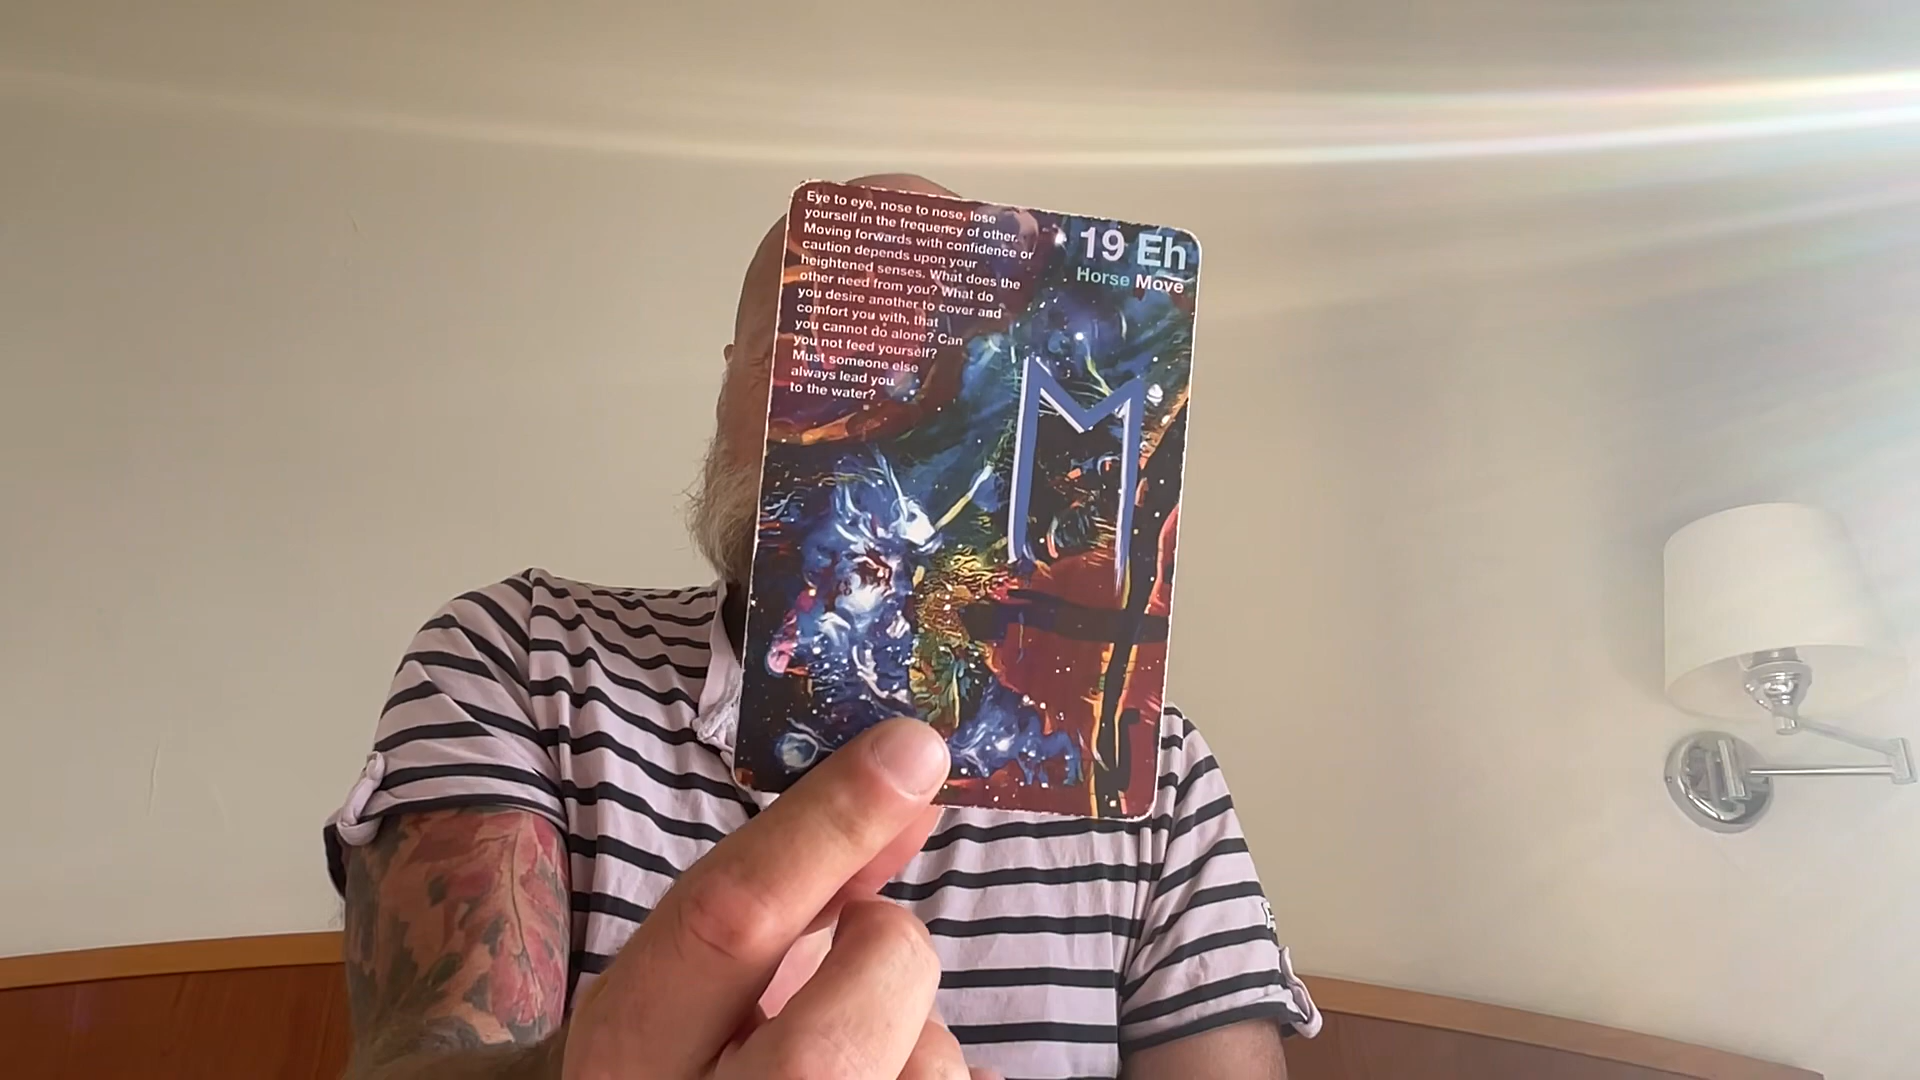 Eye to eye, nose to nose, lose
yourself in the frequency of other.
Moving forwards with confidence or
caution depends upon your
heightened senses. What does the
other need from you? What do
you desire another to cover and
comfort you with, that
you cannot do alone? Can
you not feed yourself?
Must someone else
always lead you
to the water?
19 Eh
Horse Move